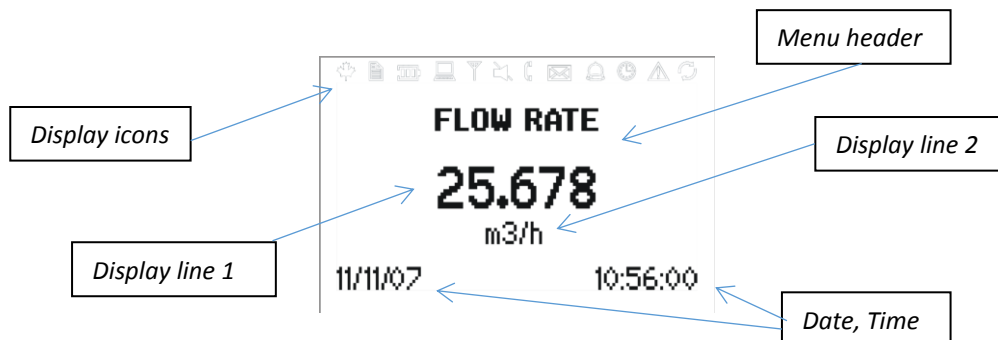 Menu header
FLOW RATE
Display icons
Display line 2
25.678
m3/h
Display line 1
11/11/07 10:56:00
Date, Time